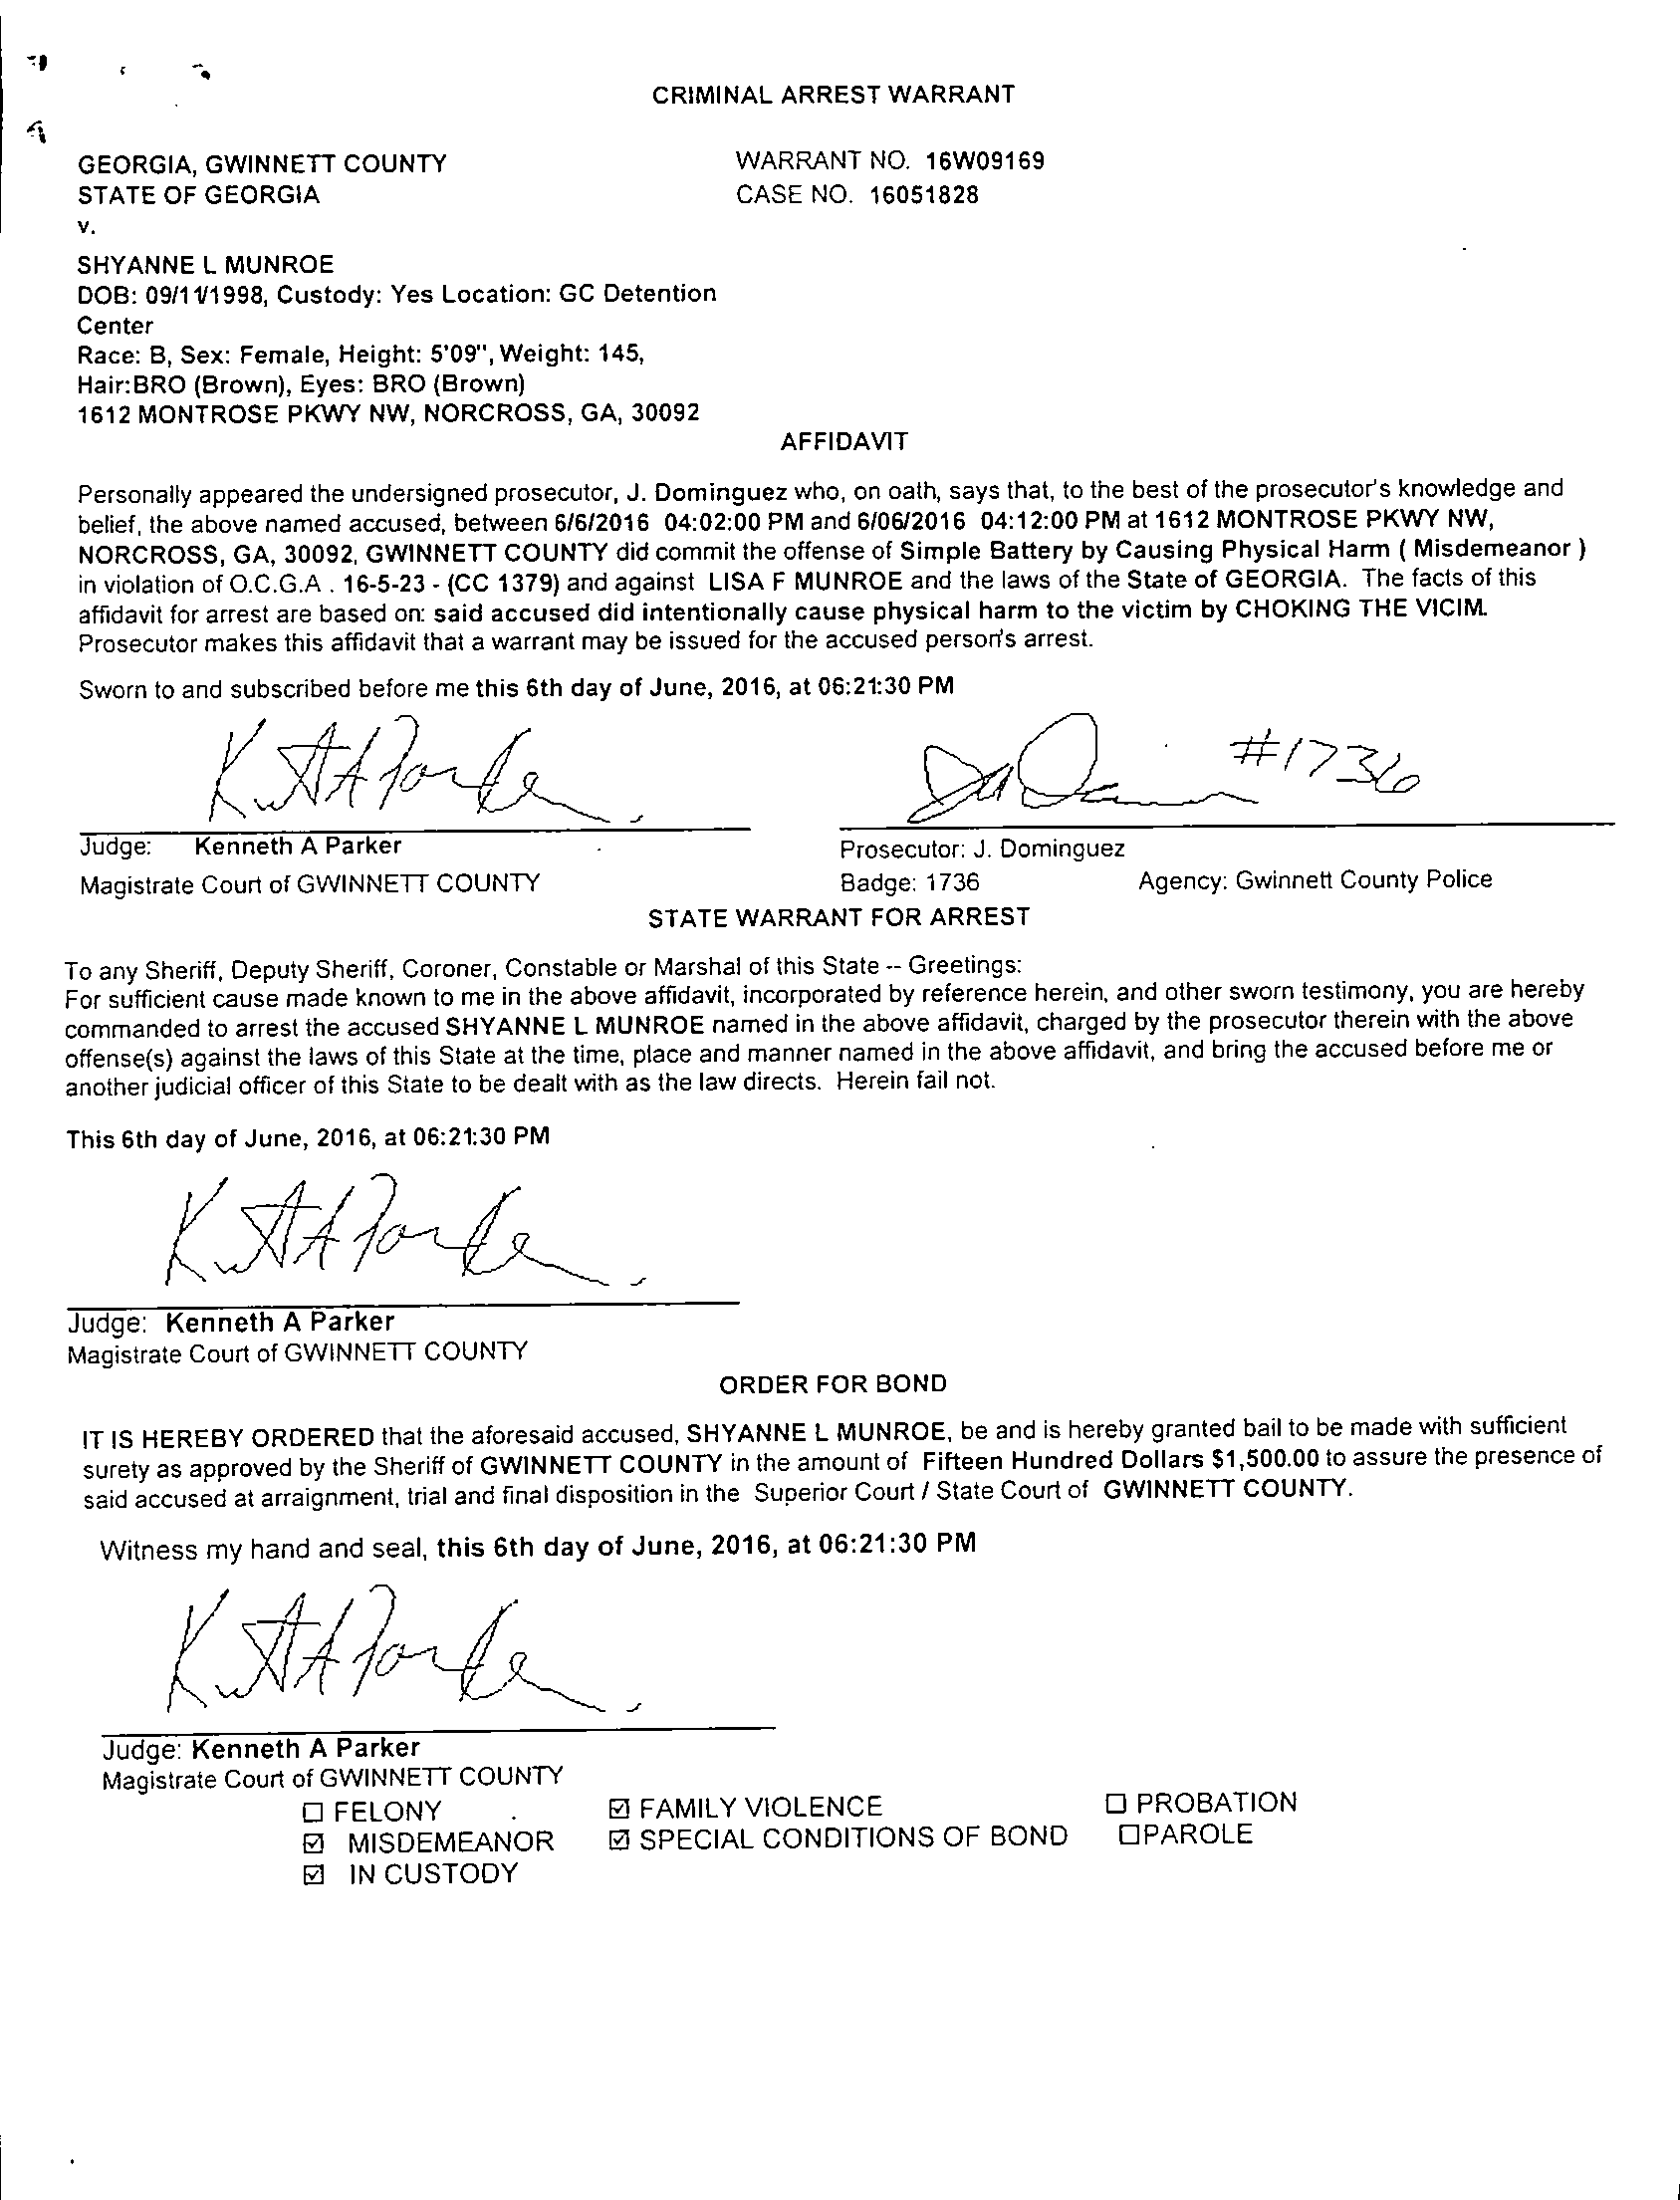 CRIMINAL ARREST WARRANT
GEORGIA, GWINNETT COUNTY WARRANT NO. 16W09169
STATE OF GEORGIA CASE NO. 16051828
v.
SHYANNE L MUNROE
DOB: 09/11/1998, Custody: Yes Location: GC Detention
Center
Race: B, Sex: Female, Height: 5'09", Weight: 145,
Hair:BRO (Brown), Eyes: BRO (Brown)
1612 MONTROSE PKWY NW, NORCROSS, GA, 30092
AFFIDAVIT
Personally appeared the undersigned prosecutor, J. Dominguez who, on oath, says that, to the best of the prosecutor's knowledge and
belief, the above named accused, between 6/6/2016 04:02:00 PM and 6/06/2016 04:12:00 PM at 1612 MONTROSE PKWY NW,
NORCROSS, GA, 30092, GWINNETT COUNTY did commit the offense of Simple Battery by Causing Physical Harm ( Misdemeanor )
in violation of O.C.G.A . 16-5-23 - (CC 1379) and against LISA F MUNROE and the laws of the State of GEORGIA. The facts of this
affidavit for arrest are based on: said accused did intentionally cause physical harm to the victim by CHOKING THE VICIM.
Prosecutor makes this affidavit that a warrant may be issued for the accused person's arrest.
Sworn to and subscribed before me this 6th day of June, 2016, at 06:21:30 PM
#1736
Judge: Kenneth A Parker Prosecutor: J. Dominguez
Magistrate Court of GWINNETT COUNTY Badge: 1736 Agency: Gwinnett County Police
STATE WARRANT FOR ARREST
To any Sheriff, Deputy Sheriff, Coroner, Constable or Marshal of this State -- Greetings:
For sufficient cause made known to me in the above affidavit, incorporated by reference herein, and other sworn testimony, you are hereby
commanded to arrest the accused SHYANNE L MUNROE named in the above affidavit, charged by the prosecutor therein with the above
offense(s) against the laws of this State at the time, place and manner named in the above affidavit, and bring the accused before me or
another judicial officer of this State to be dealt with as the law directs. Herein fail not.
This 6th day of June, 2016, at 06:21:30 PM
Judge: Kenneth A Parker
Magistrate Court of GWINNETT COUNTY
ORDER FOR BOND
IT IS HEREBY ORDERED that the aforesaid accused, SHYANNE L MUNROE, be and is hereby granted bail to be made with sufficient
surety as approved by the Sheriff of GWINNETT COUNTY in the amount of Fifteen Hundred Dollars $1,500.00 to assure the presence of
said accused at arraignment, trial and final disposition in the Superior Court / State Court of GWINNETT COUNTY.
Witness my hand and seal, this 6th day of June, 2016, at 06:21:30 PM
Judge: Kenneth A Parker
Magistrate Court of GWINNETT COUNTY
☐ FELONY ☑ FAMILY VIOLENCE ☐ PROBATION
☑ MISDEMEANOR ☑ SPECIAL CONDITIONS OF BOND ☐PAROLE
☑ IN CUSTODY